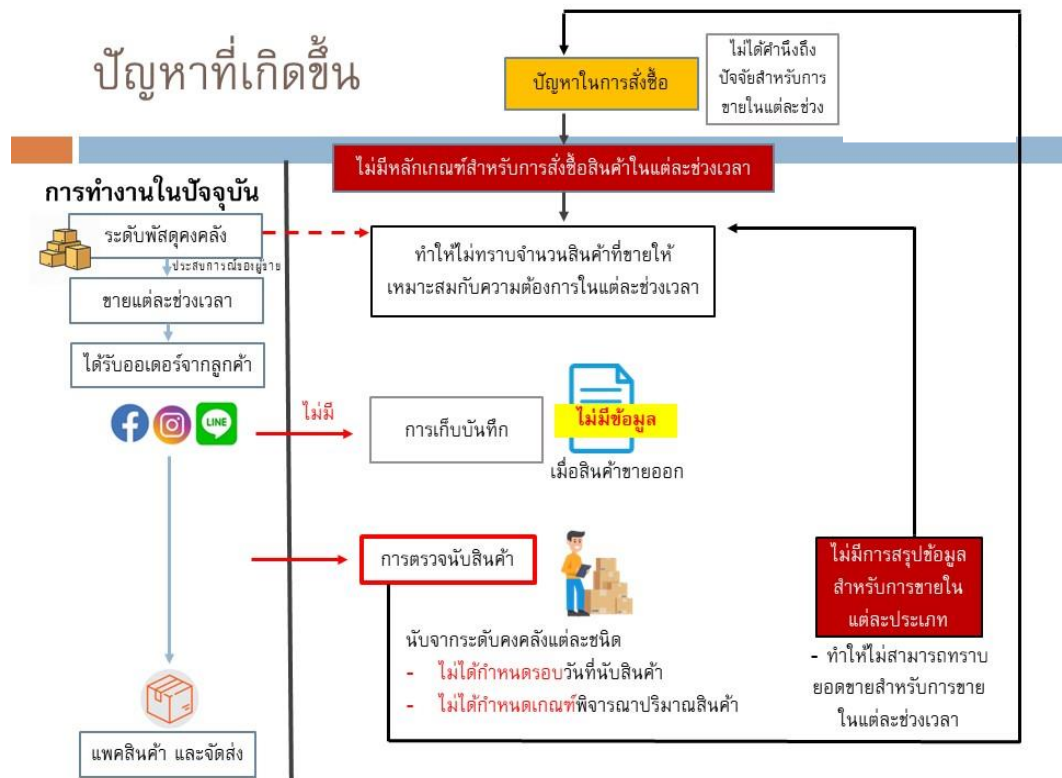 ปัญหาที่เกิดขึ้น
ปัญหาในการสั่งซื้อ
ไม่ได้คำนึงถึง
ปัจจัยสำหรับการ
ขายในแต่ละช่วง
ไม่มีหลักเกณฑ์สำหรับการสั่งซื้อสินค้าในแต่ละช่วงเวลา
การทำงานในปัจจุบัน
ระดับพัสดุคงคลัง
ประสบการณ์ของผู้ขาย
ขายแต่ละช่วงเวลา
ได้รับออเดอร์จากลูกค้า
LINE
แพคสินค้า และจัดส่ง
ทำให้ไม่ทราบจำนวนสินค้าที่ขายให้
เหมาะสมกับความต้องการในแต่ละช่วงเวลา
ไม่มี
การเก็บบันทึก
ไม่มีข้อมูล
เมื่อสินค้าขายออก
การตรวจนับสินค้า
นับจากระดับคงคลังแต่ละชนิด
- ไม่ได้กำหนดรอบวันที่นับสินค้า
- ไม่ได้กำหนดเกณฑ์พิจารณาปริมาณสินค้า
ไม่มีการสรุปข้อมูล
สำหรับการขายใน
แต่ละประเภท
- ทำให้ไม่สามารถทราบ
ยอดขายสำหรับการขาย
ในแต่ละช่วงเวลา